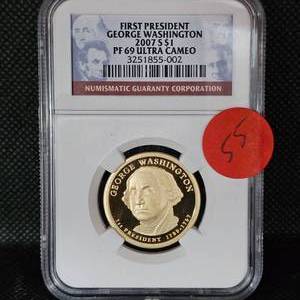 FIRST PRESIDENT
GEORGE WASHINGTON
2007 S $1
PF 69 ULTRA CAMEO
3251855-002
NUMISMATIC GUARANTY CORPORATION
55
GEORGE WASHINGTON
1st PRESIDENT 1789-1797